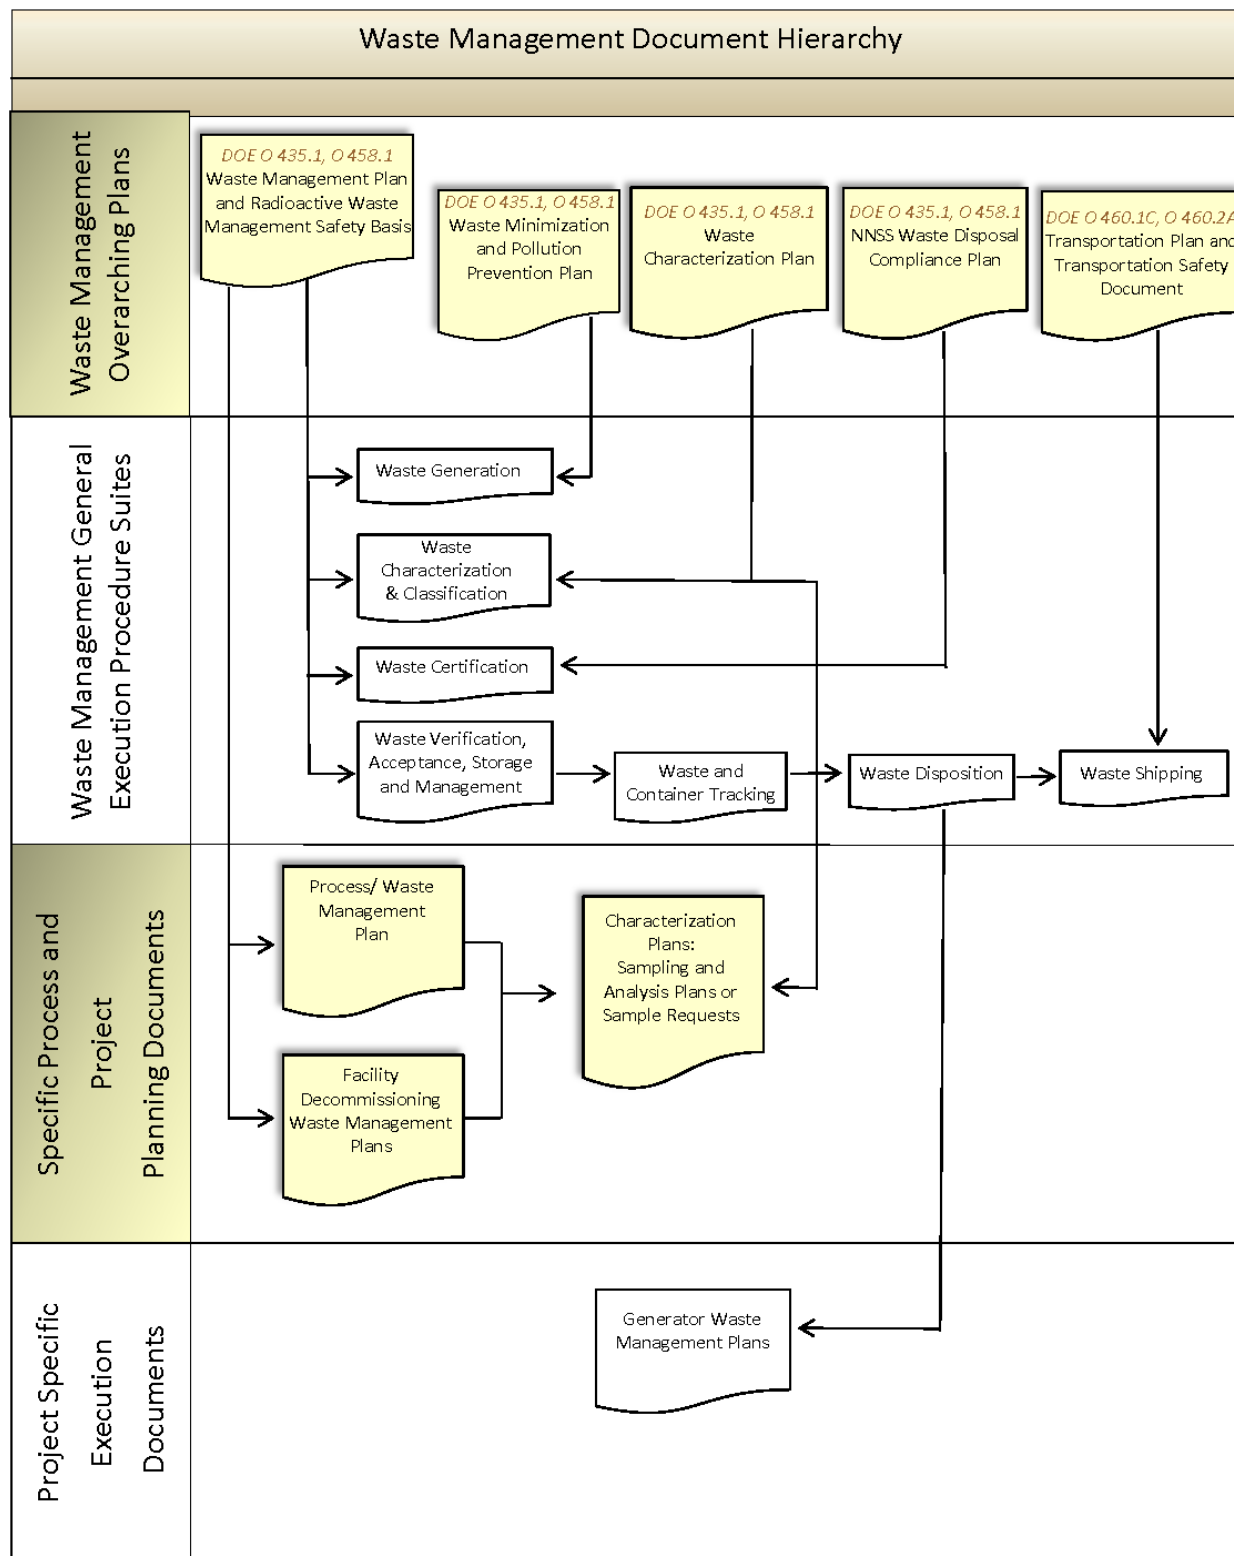 Waste Management Document Hierarchy
Waste Management
Overarching Plans
DOE O 435.1, O 458.1
Waste Management Plan
and Radioactive Waste
Management Safety Basis
DOE O 435.1, O 458.1
Waste Minimization
and Pollution
Prevention Plan
DOE O 435.1, O 458.1
Waste
Characterization Plan
DOE O 435.1, O 458.1
NNSS Waste Disposal
Compliance Plan
DOE O 460.1C, O 460.2A
Transportation Plan and
Transportation Safety
Document
Waste Management General
Execution Procedure Suites
Waste Generation
Waste
Characterization
& Classification
Waste Certification
Waste Verification,
Acceptance, Storage
and Management
Waste and
Container Tracking
Waste Disposition
Waste Shipping
Specific Process and
Project
Planning Documents
Process/ Waste
Management
Plan
Characterization
Plans:
Sampling and
Analysis Plans or
Sample Requests
Facility
Decommissioning
Waste Management
Plans
Project Specific
Execution
Documents
Generator Waste
Management Plans